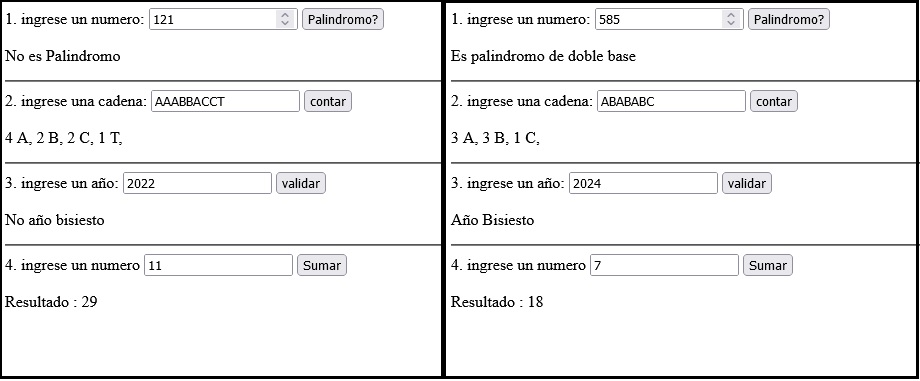 1. ingrese un numero: 121 Palindromo?
No es Palindromo
2. ingrese una cadena: AAABBACCT contar
4 A, 2 B, 2 C, 1 T,
3. ingrese un año: 2022 validar
No año bisiesto
4. ingrese un numero 11 Sumar
Resultado : 29
1. ingrese un numero: 585 Palindromo?
Es palindromo de doble base
2. ingrese una cadena: ABABABC contar
3 A, 3 B, 1 C,
3. ingrese un año: 2024 validar
Año Bisiesto
4. ingrese un numero 7 Sumar
Resultado : 18